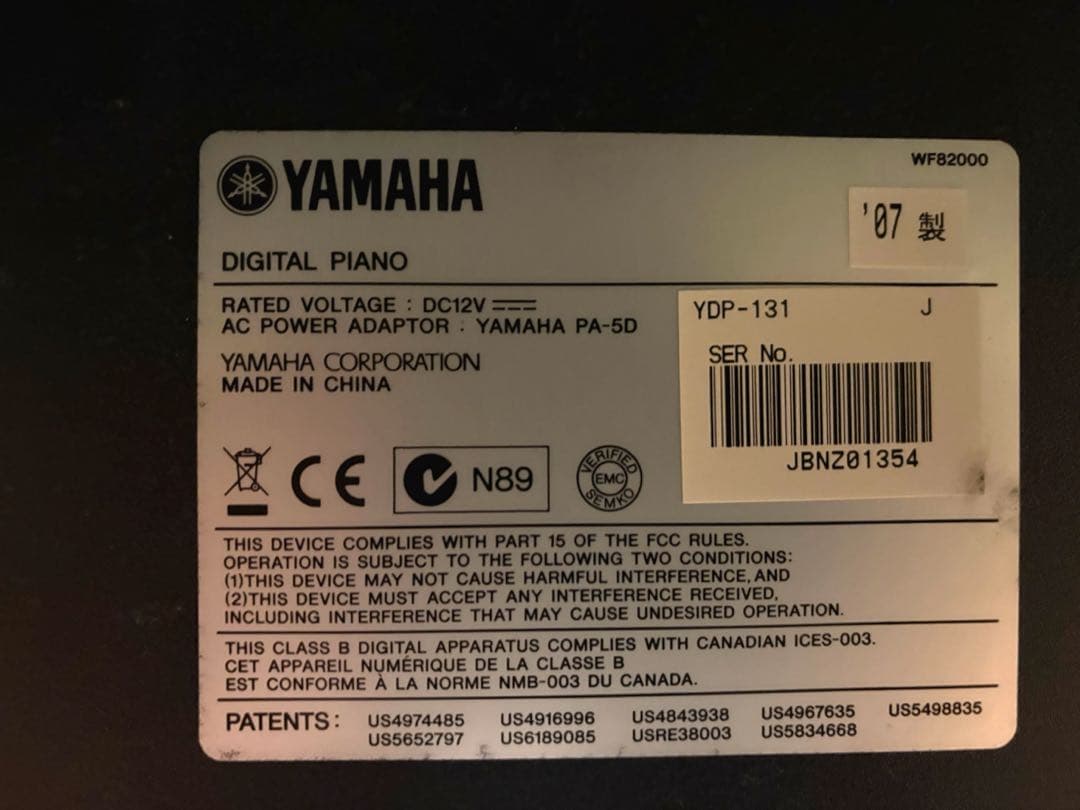 YAMAHA
WF82000
'07 製
DIGITAL PIANO
RATED VOLTAGE : DC12V
AC POWER ADAPTOR : YAMAHA PA-5D
YAMAHA CORPORATION
MADE IN CHINA
YDP-131 J
SER No.
JBNZ01354
CE
N89
VERIFIED
EMC
SEMKO
THIS DEVICE COMPLIES WITH PART 15 OF THE FCC RULES.
OPERATION IS SUBJECT TO THE FOLLOWING TWO CONDITIONS:
(1)THIS DEVICE MAY NOT CAUSE HARMFUL INTERFERENCE,AND
(2)THIS DEVICE MUST ACCEPT ANY INTERFERENCE RECEIVED,
INCLUDING INTERFERENCE THAT MAY CAUSE UNDESIRED OPERATION.
THIS CLASS B DIGITAL APPARATUS COMPLIES WITH CANADIAN ICES-003.
CET APPAREIL NUMÉRIQUE DE LA CLASSE B
EST CONFORME À LA NORME NMB-003 DU CANADA.
PATENTS: US4974485 US4916996 US4843938 US4967635 US5498835
US5652797 US6189085 USRE38003 US5834668